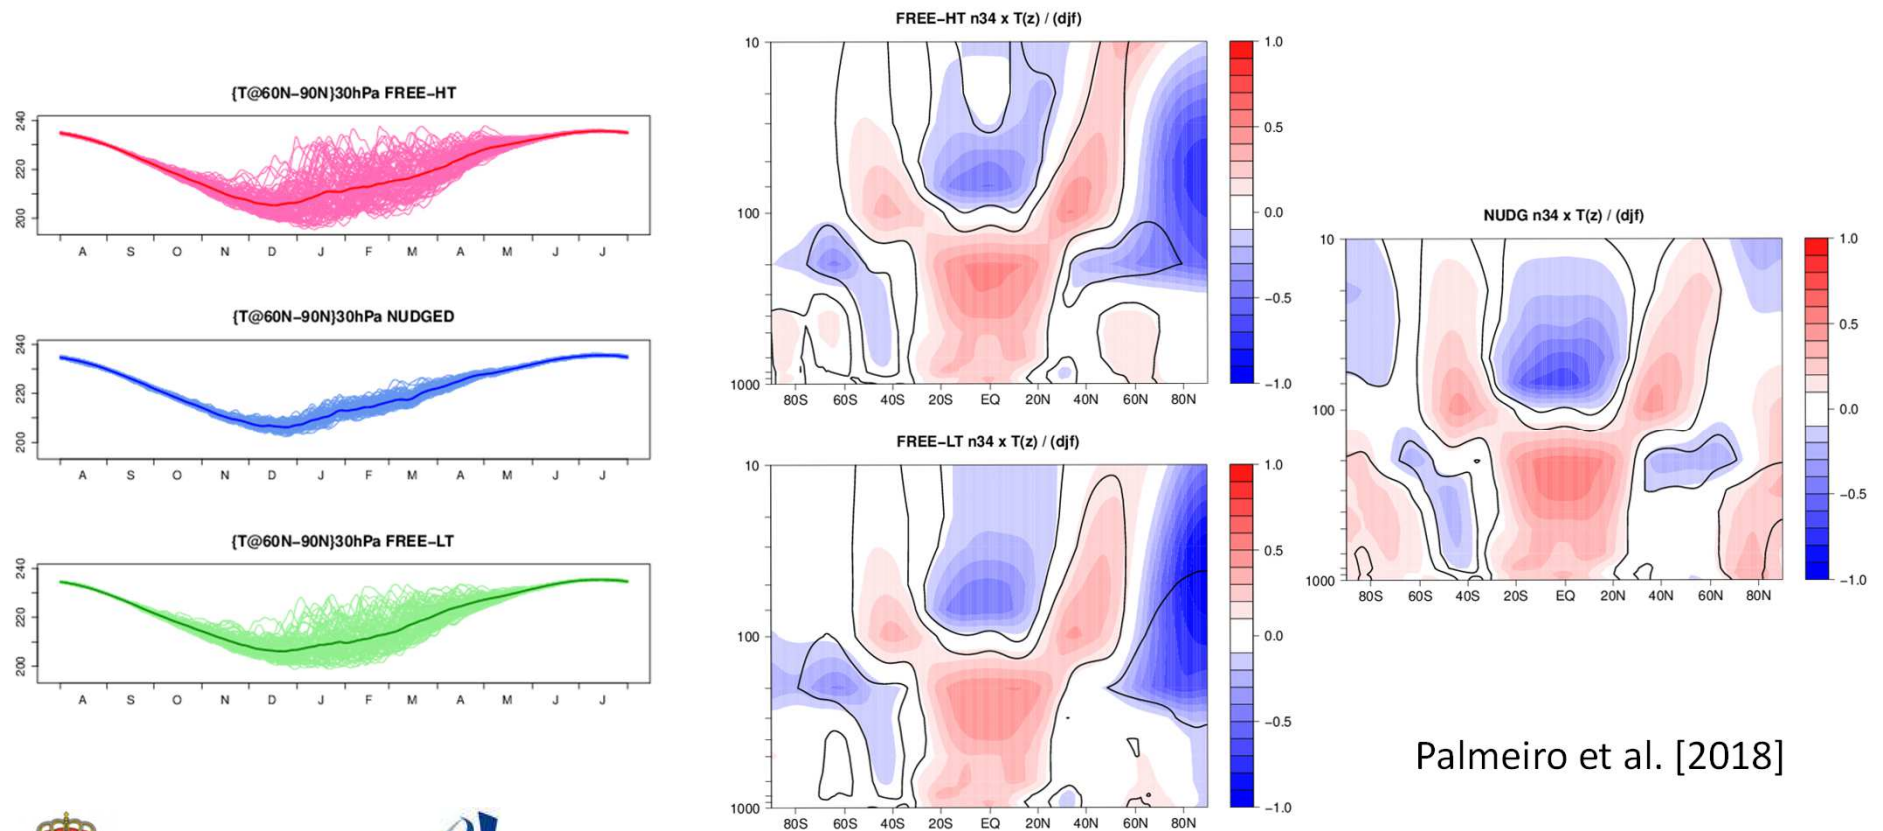 {T@60N−90N}30hPa FREE−HT
240
220
200
A S O N D J F M A M J J
{T@60N−90N}30hPa NUDGED
240
220
200
A S O N D J F M A M J J
{T@60N−90N}30hPa FREE−LT
240
220
200
A S O N D J F M A M J J
FREE−HT n34 x T(z) / (djf)
10
100
1000
80S 60S 40S 20S EQ 20N 40N 60N 80N
1.0
0.5
0.0
−0.5
−1.0
FREE−LT n34 x T(z) / (djf)
10
100
1000
80S 60S 40S 20S EQ 20N 40N 60N 80N
1.0
0.5
0.0
−0.5
−1.0
NUDG n34 x T(z) / (djf)
10
100
1000
80S 60S 40S 20S EQ 20N 40N 60N 80N
1.0
0.5
0.0
−0.5
−1.0
Palmeiro et al. [2018]